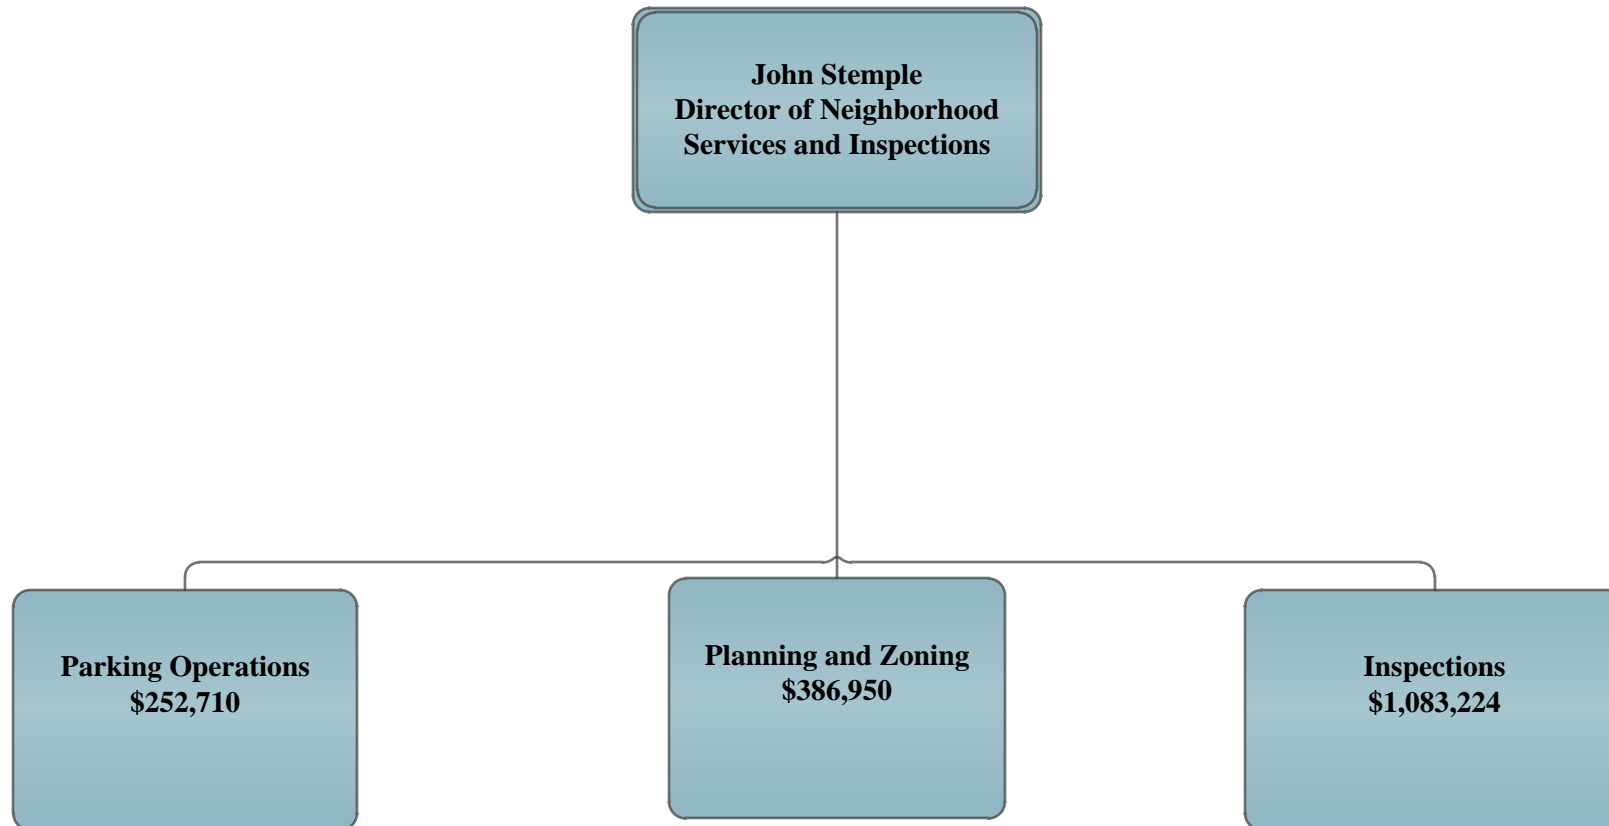 John Stemple
Director of Neighborhood
Services and Inspections
Parking Operations
$252,710
Planning and Zoning
$386,950
Inspections
$1,083,224